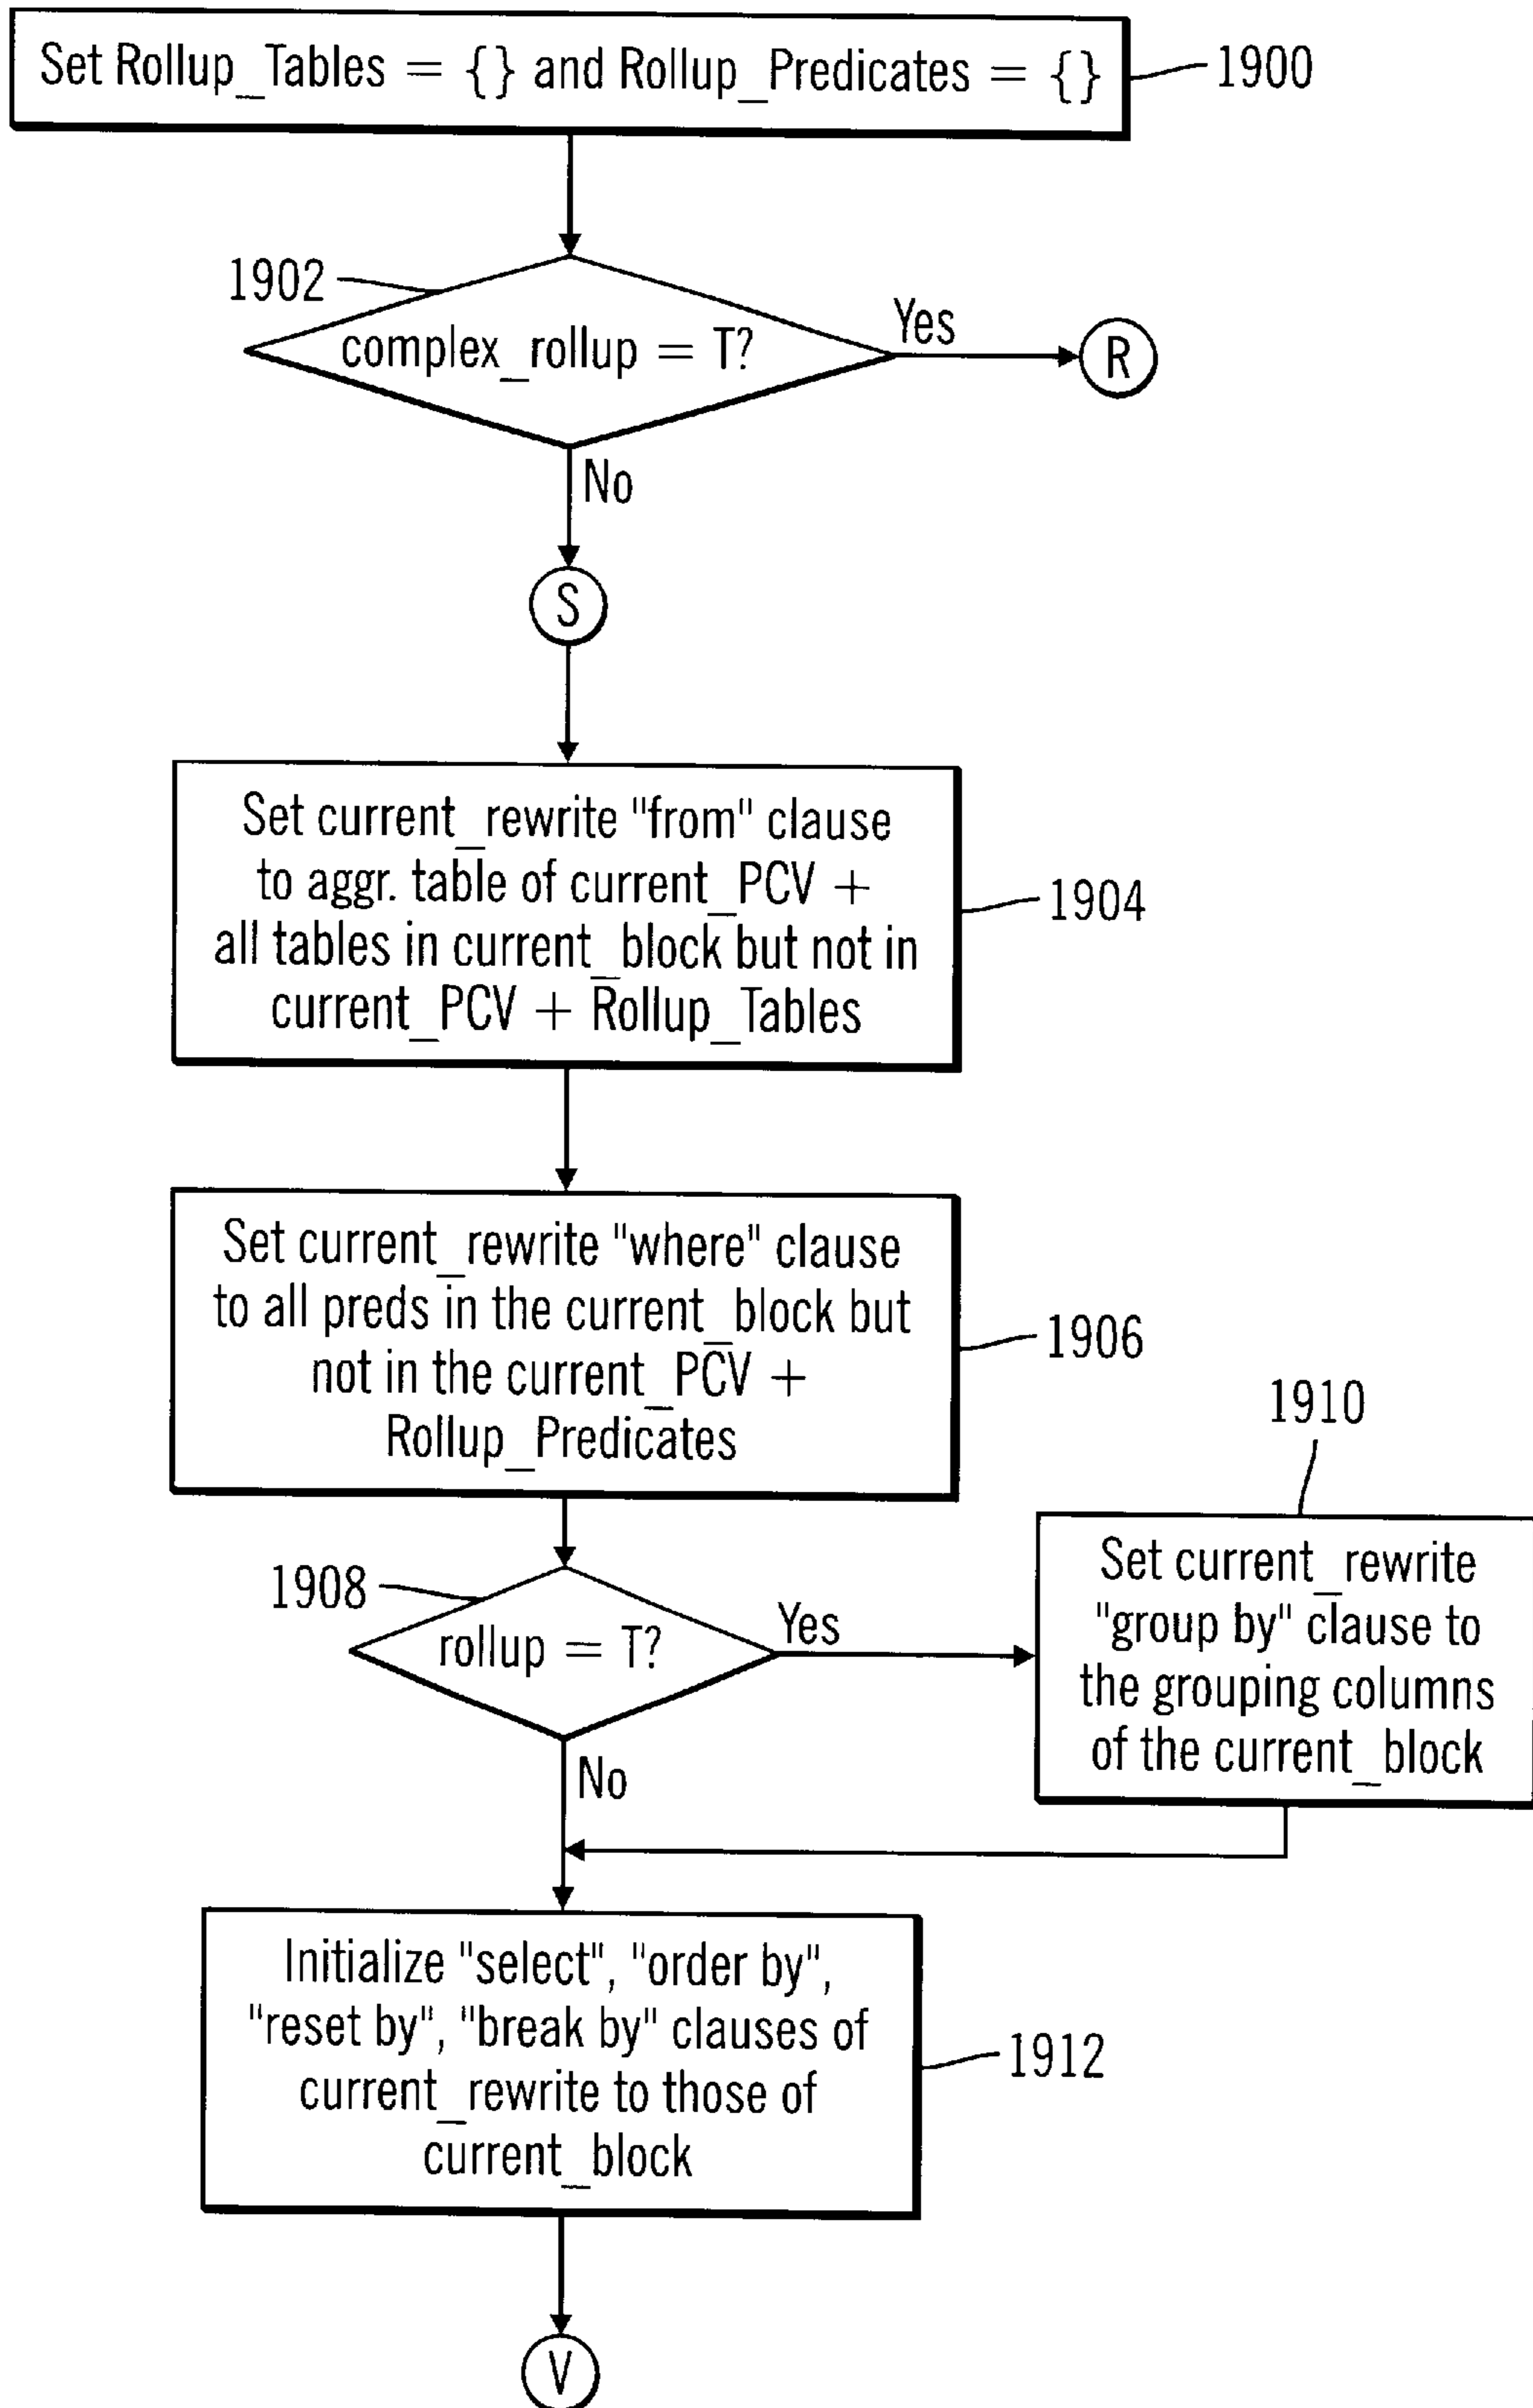 Set Rollup_Tables = {} and Rollup_Predicates = {}
1900
1902
complex_rollup = T?
Yes
R
No
S
Set current_rewrite "from" clause
to aggr. table of current_PCV +
all tables in current_block but not in
current_PCV + Rollup_Tables
1904
Set current_rewrite "where" clause
to all preds in the current_block but
not in the current_PCV +
Rollup_Predicates
1906
1908
rollup = T?
Yes
1910
Set current_rewrite
"group by" clause to
the grouping columns
of the current_block
No
Initialize "select", "order by",
"reset by", "break by" clauses of
current_rewrite to those of
current_block
1912
V